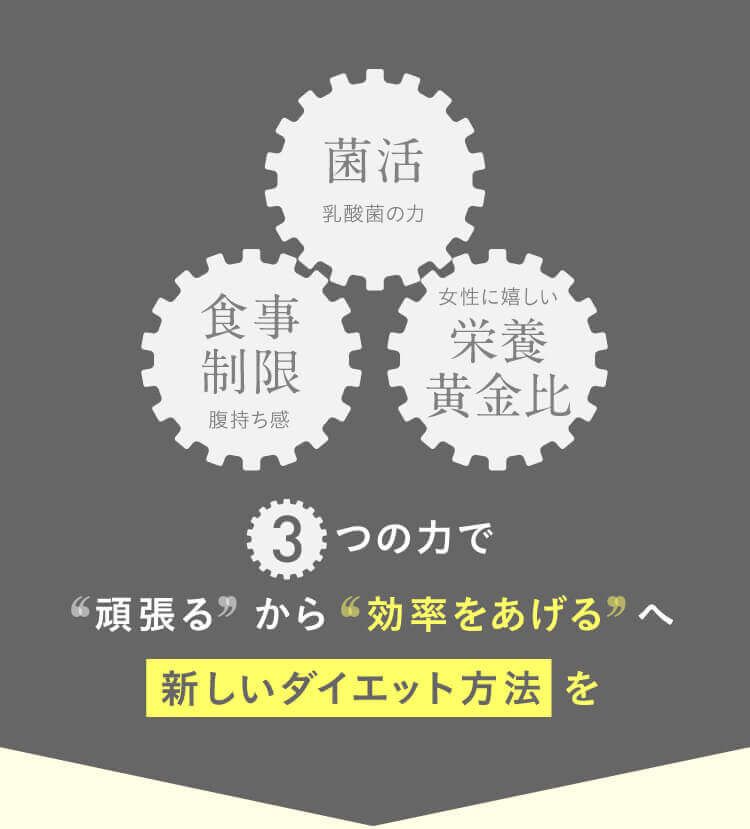 菌活
乳酸菌の力
食事
制限
腹持ち感
女性に嬉しい
栄養
黄金比
3つの力で
“頑張る”から“効率をあげる”へ
新しいダイエット方法を